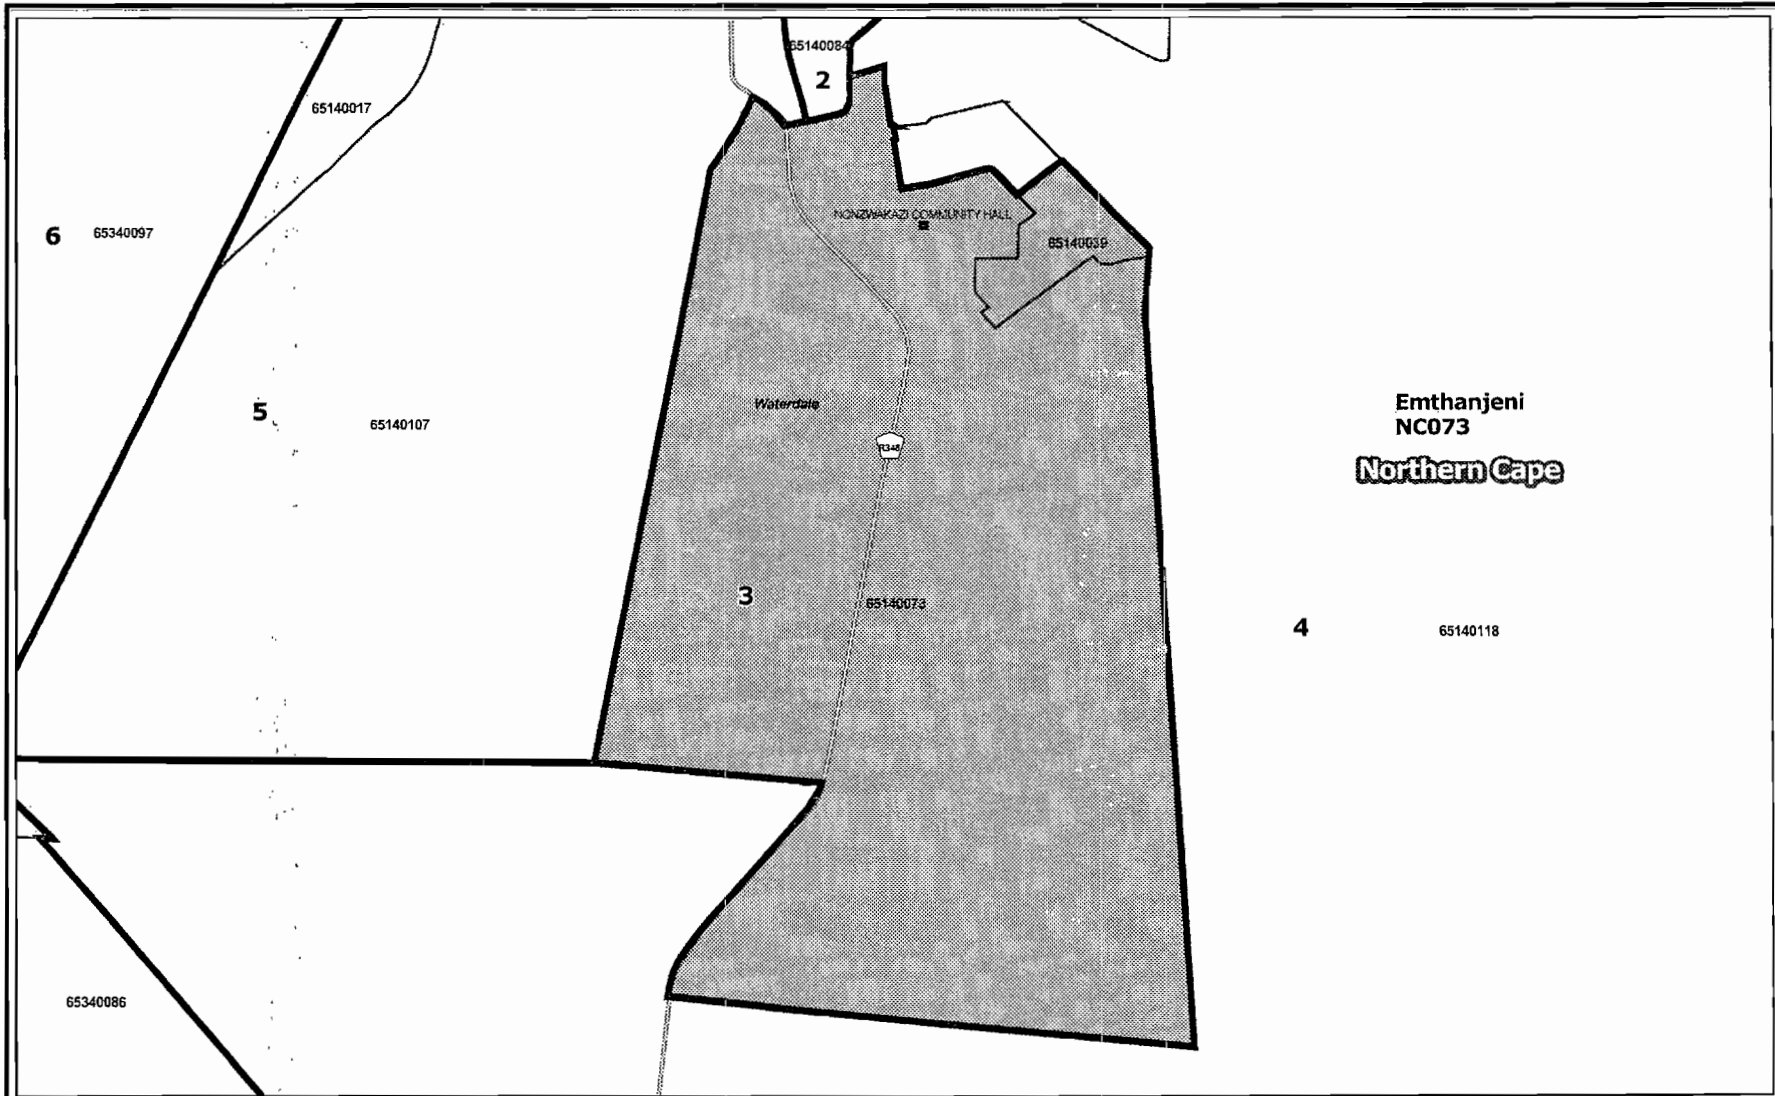 65140084
2
65140017
6
65340097
NONZWAKAZI COMMUNITY HALL
65140039
5
65140107
Waterdale
Emthanjeni
NC073
R348
Northern Cape
3
65140073
4
65140118
65340086